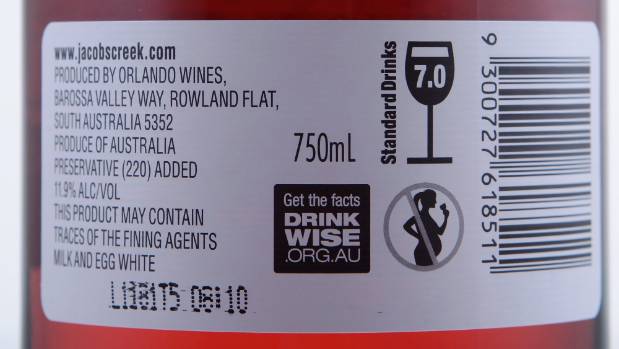 www.jacobscreek.com
PRODUCED BY ORLANDO WINES,
BAROSSA VALLEY WAY, ROWLAND FLAT,
SOUTH AUSTRALIA 5352
PRODUCE OF AUSTRALIA
PRESERVATIVE (220) ADDED
11.9% ALC/VOL
THIS PRODUCT MAY CONTAIN
TRACES OF THE FINING AGENTS
MILK AND EGG WHITE
750mL
Standard Drinks
7.0
Get the facts
DRINK
WISE
.ORG.AU
9 300727 618511
08:10